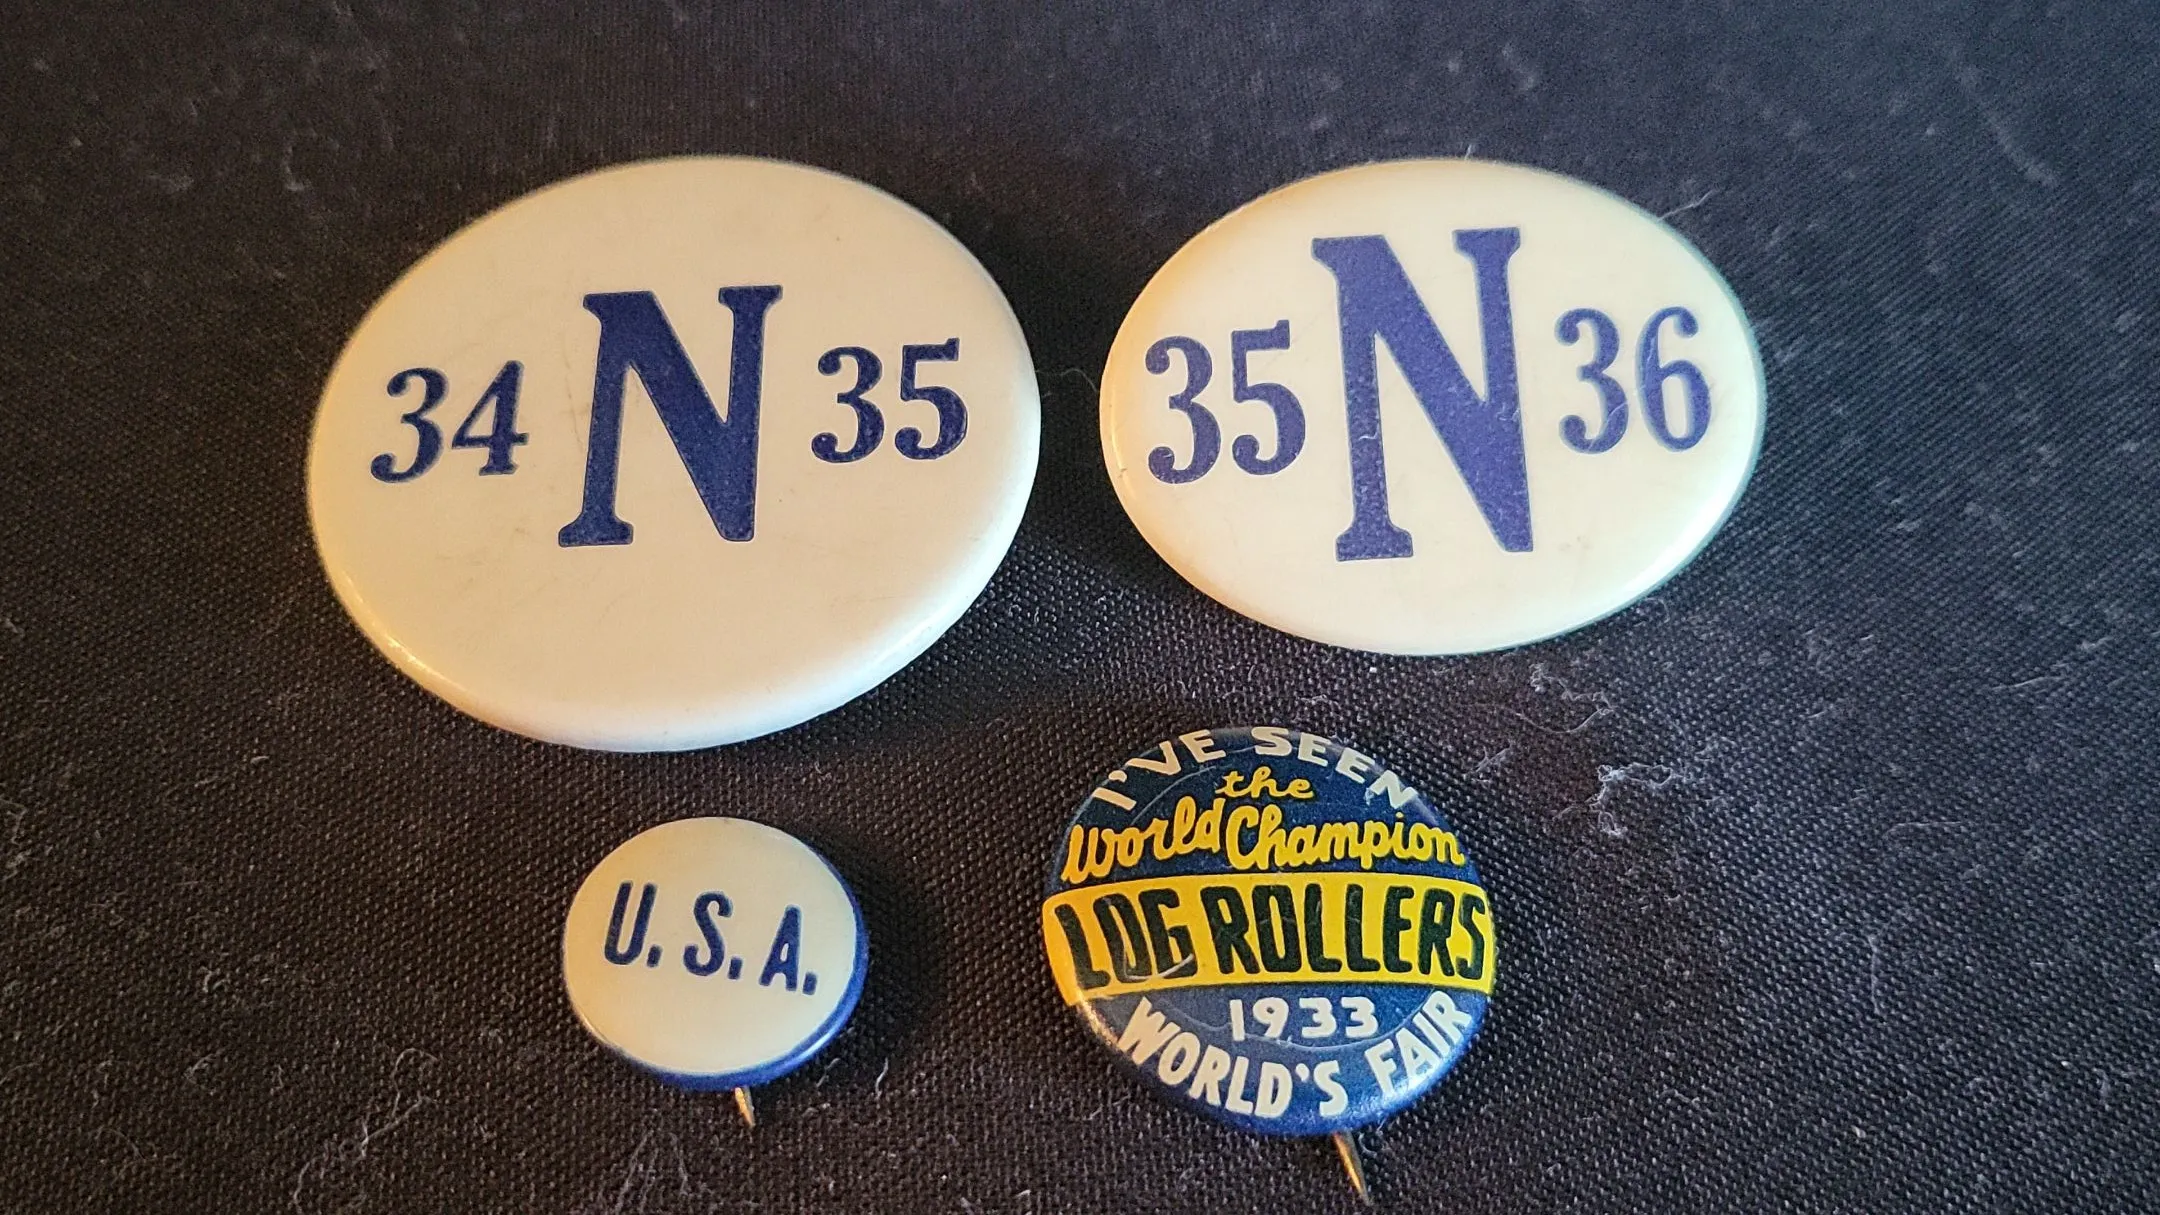 34 N 35
35 N 36
U.S.A.
I'VE SEEN
the
World Champion
LOG ROLLERS
1933
WORLD'S FAIR